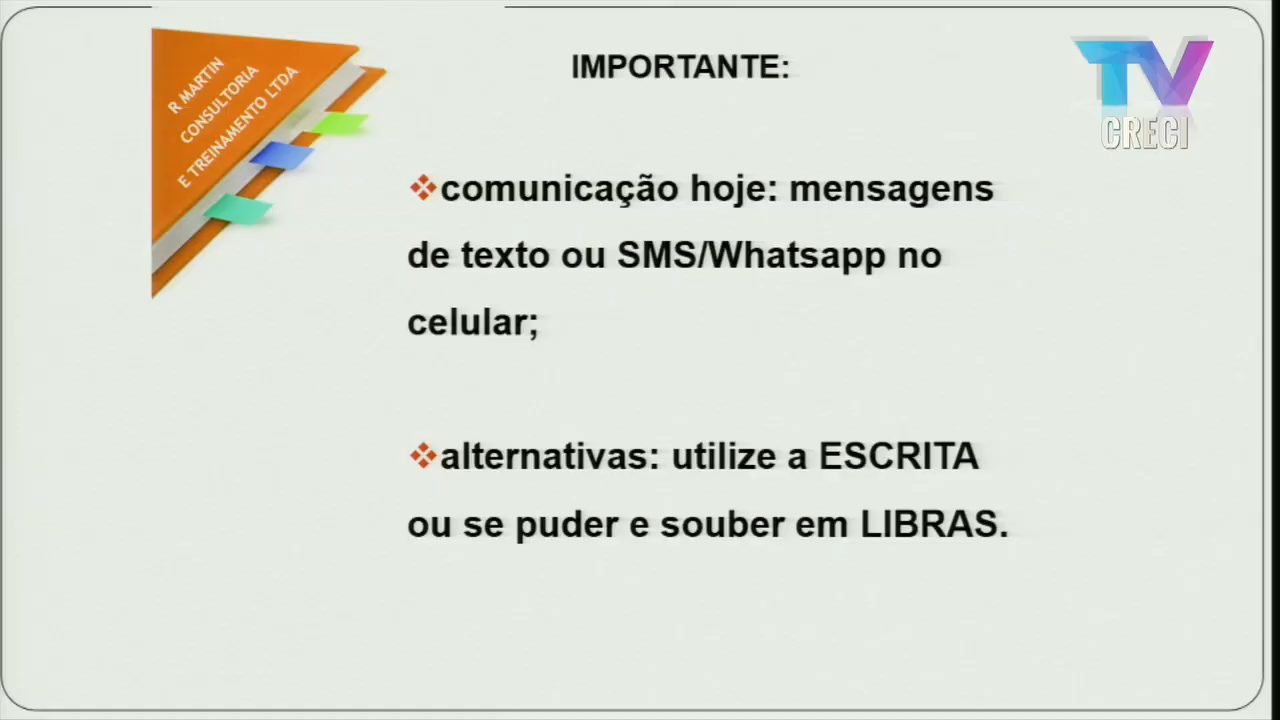 R MARTIN
CONSULTORIA
E TREINAMENTO LTDA
IMPORTANTE:
TV
CRECI
comunicação hoje: mensagens
de texto ou SMS/Whatsapp no
celular;
alternativas: utilize a ESCRITA
ou se puder e souber em LIBRAS.